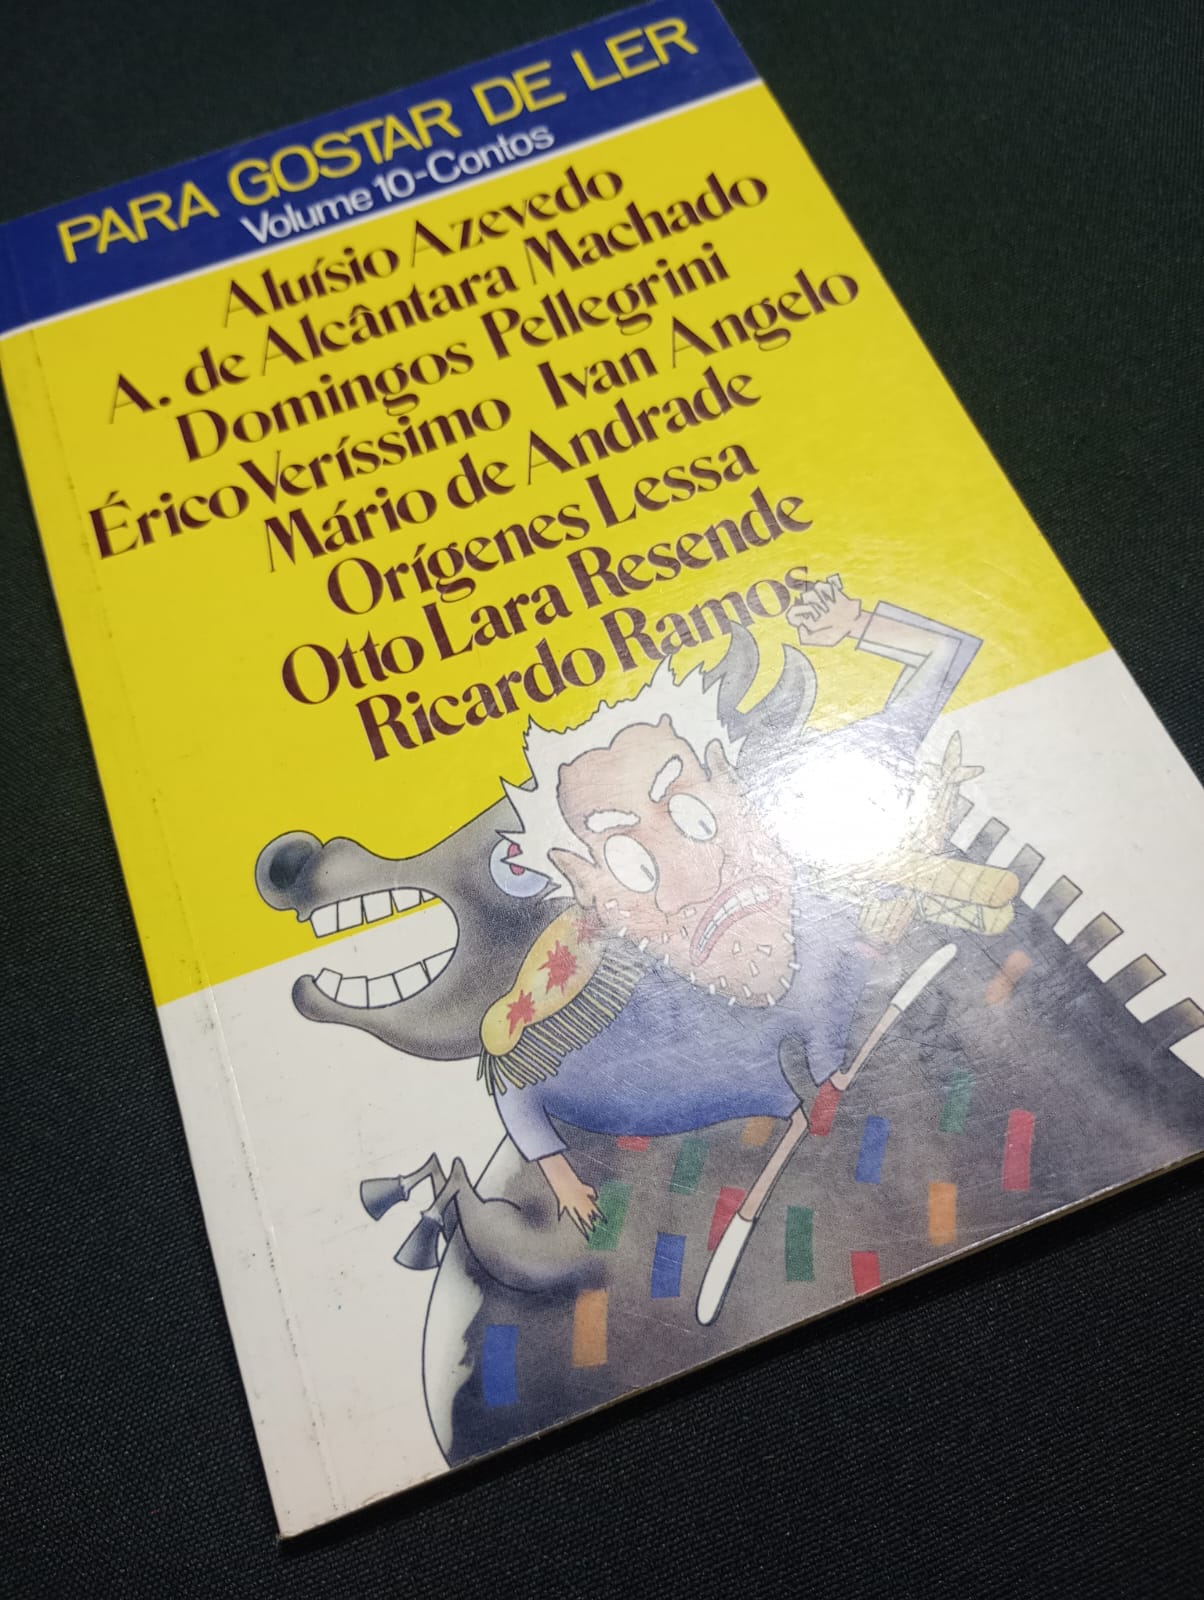 PARA GOSTAR DE LER
Volume 10-Contos
Aluísio Azevedo
A. de Alcântara Machado
Domingos Pellegrini
Érico Veríssimo Ivan Angelo
Mário de Andrade
Orígenes Lessa
Otto Lara Resende
Ricardo Ramos